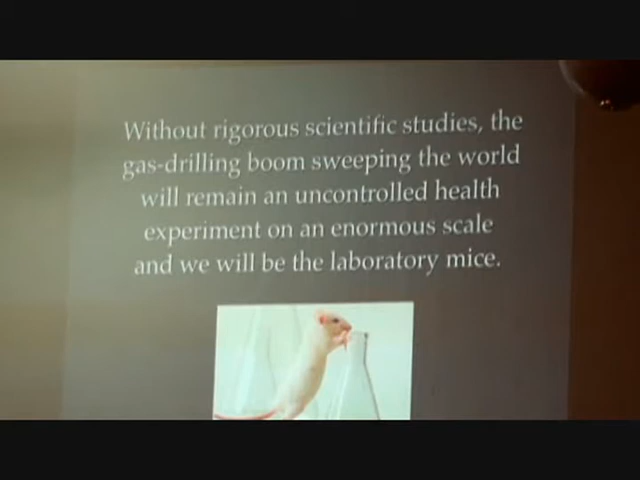 Without rigorous scientific studies, the
gas-drilling boom sweeping the world
will remain an uncontrolled health
experiment on an enormous scale
and we will be the laboratory mice.